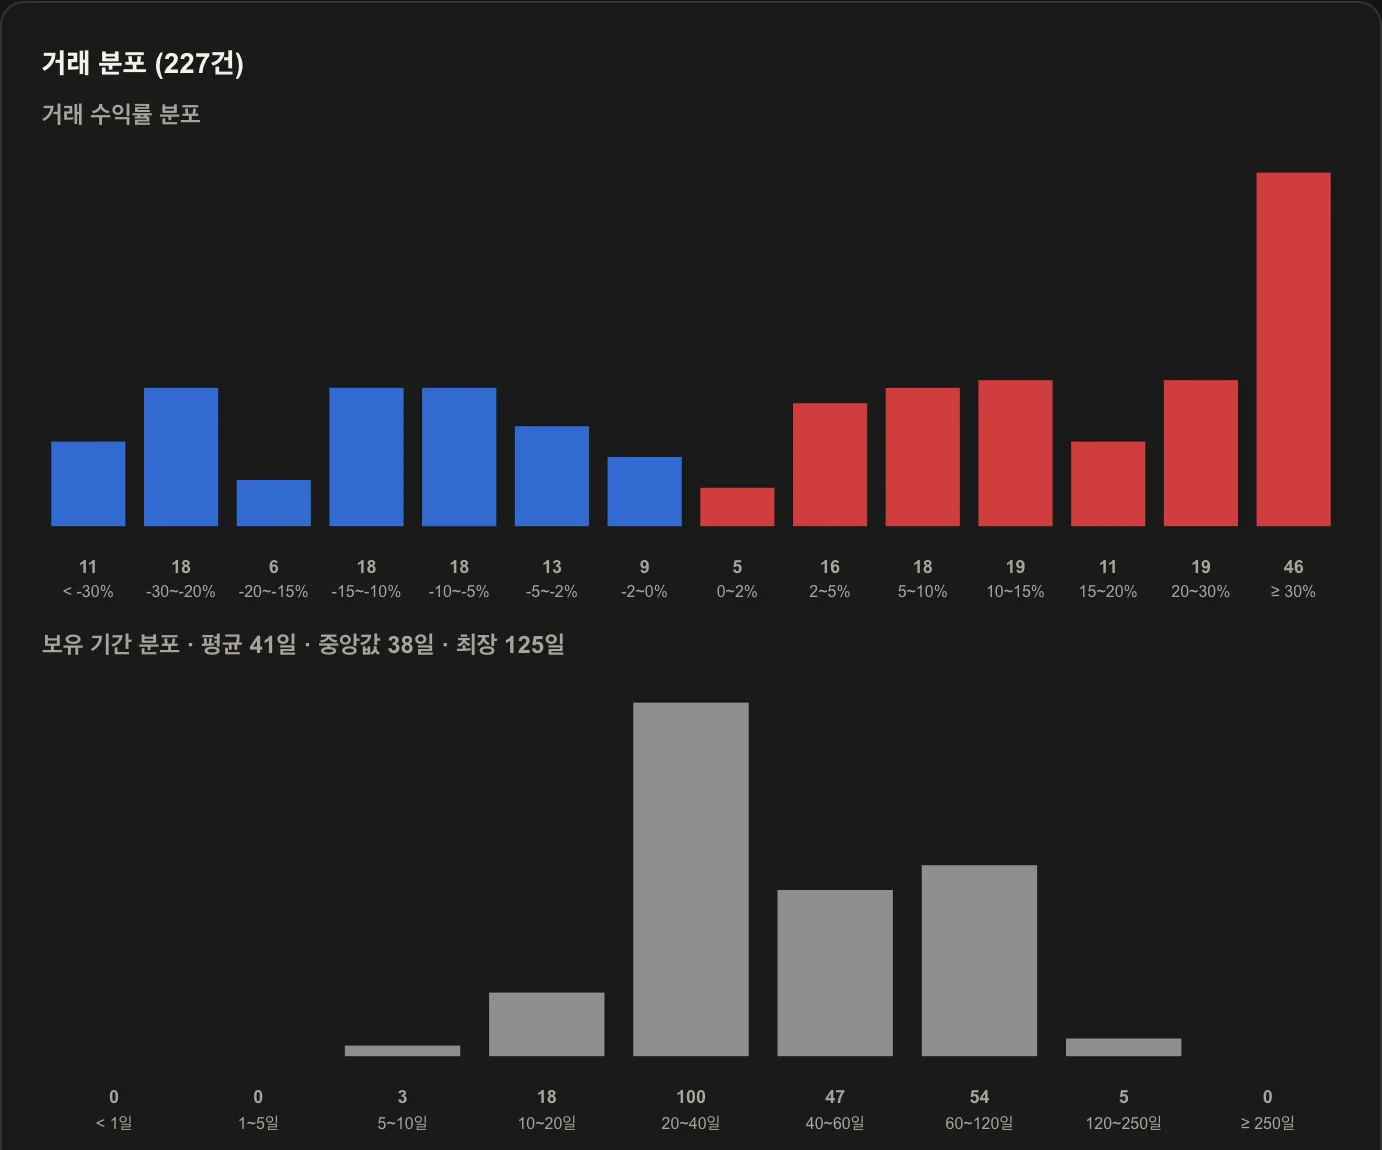 거래 분포 (227건)
거래 수익률 분포
11 18 6 18 18 13 9 5 16 18 19 11 19 46
< -30% -30~-20% -20~-15% -15~-10% -10~-5% -5~-2% -2~0% 0~2% 2~5% 5~10% 10~15% 15~20% 20~30% ≥ 30%
보유 기간 분포 · 평균 41일 · 중앙값 38일 · 최장 125일
0 0 3 18 100 47 54 5 0
< 1일 1~5일 5~10일 10~20일 20~40일 40~60일 60~120일 120~250일 ≥ 250일